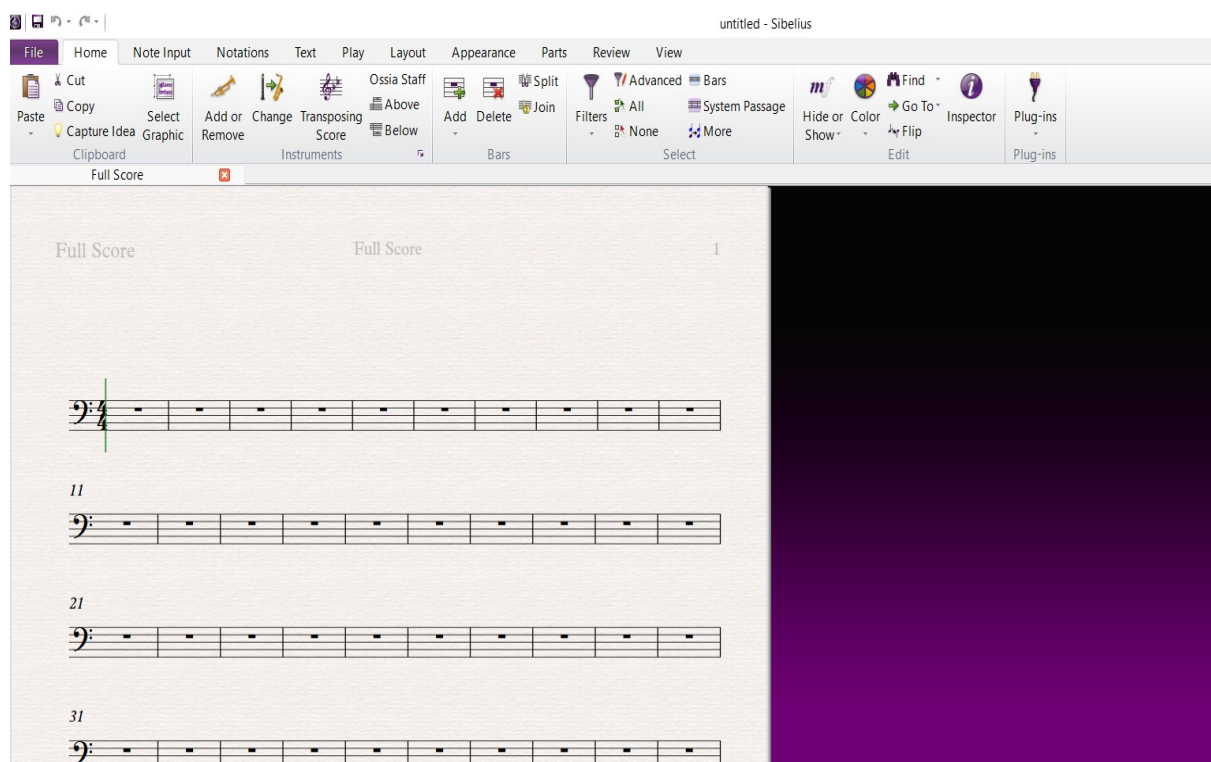 untitled - Sibelius
File Home Note Input Notations Text Play Layout Appearance Parts Review View
Paste
Cut
Copy
Capture Idea
Select Graphic
Clipboard
Add or Remove
Change
Transposing Score
Ossia Staff
Above
Below
Instruments
Add
Delete
Split
Join
Bars
Filters
Advanced
All
None
Bars
System Passage
More
Select
Hide or Show
Color
Find
Go To
Flip
Inspector
Edit
Plug-ins
Plug-ins
Full Score
Full Score Full Score 1
4
4
11
21
31